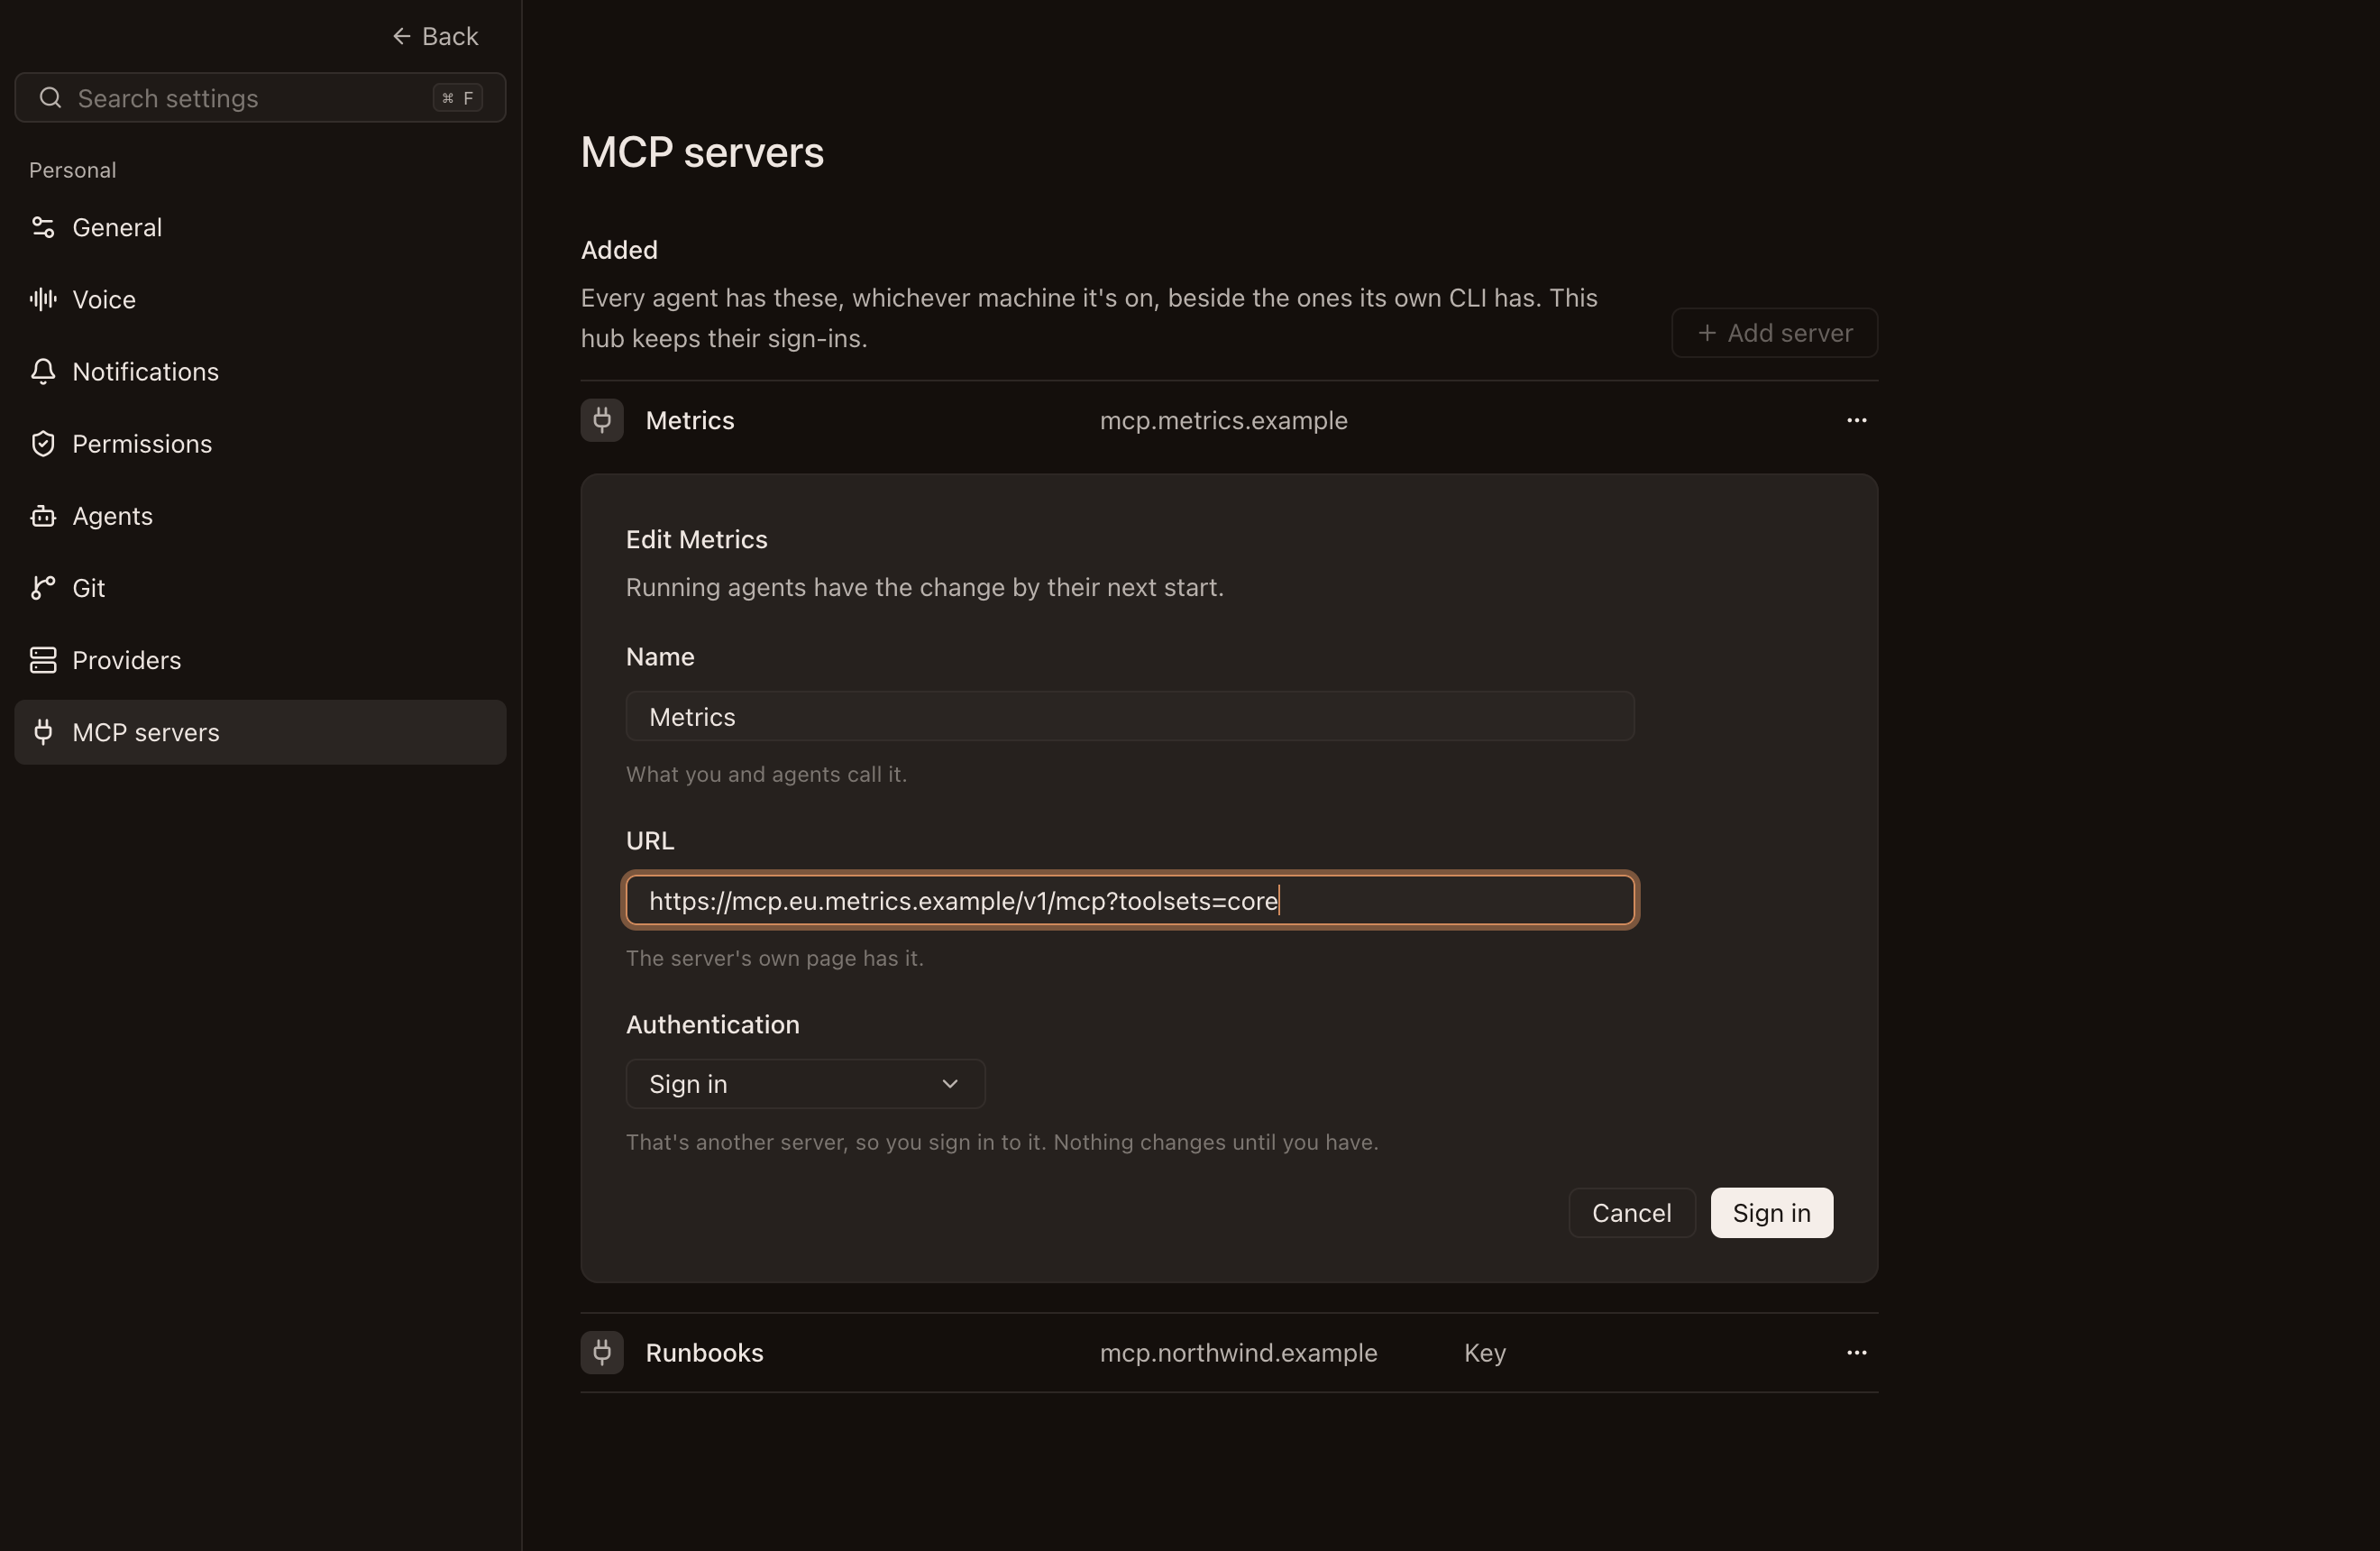 Back
Search settings
⌘ F
Personal
General
Voice
Notifications
Permissions
Agents
Git
Providers
MCP servers
MCP servers
Added
Every agent has these, whichever machine it's on, beside the ones its own CLI has. This
hub keeps their sign-ins.
Add server
Metrics
mcp.metrics.example
Edit Metrics
Running agents have the change by their next start.
Name
Metrics
What you and agents call it.
URL
https://mcp.eu.metrics.example/v1/mcp?toolsets=core
The server's own page has it.
Authentication
Sign in
That's another server, so you sign in to it. Nothing changes until you have.
Cancel
Sign in
Runbooks
mcp.northwind.example
Key